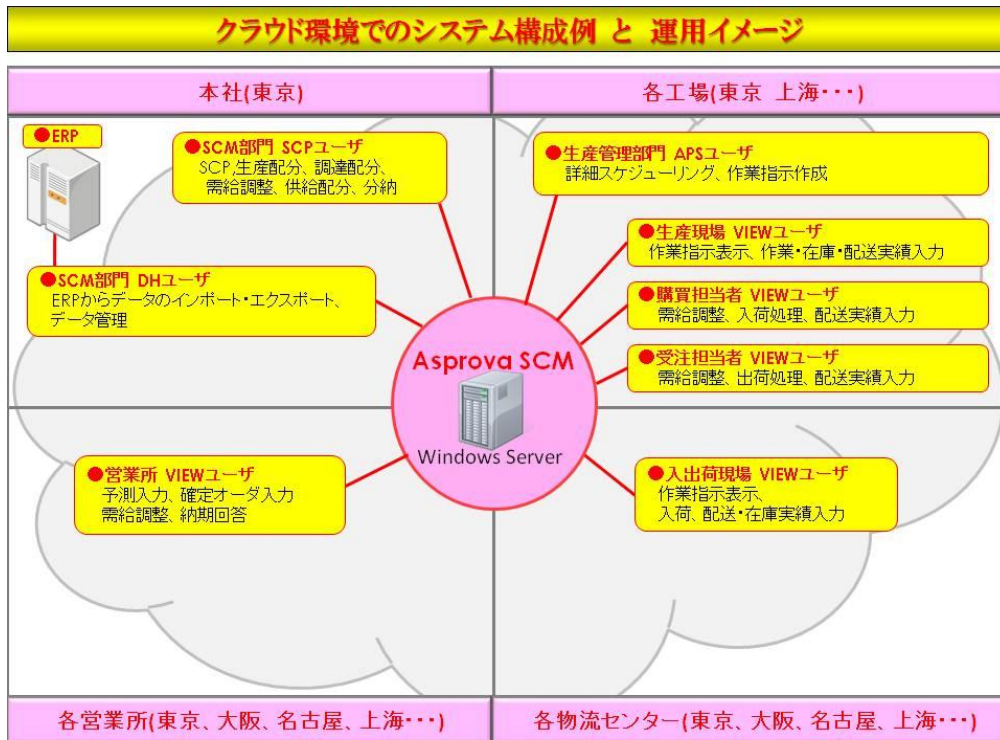 クラウド環境でのシステム構成例 と 運用イメージ
本社(東京)
各工場(東京 上海・・・)
●ERP
●SCM部門 SCPユーザ
SCP,生産配分、調達配分、
需給調整、供給配分、分納
●SCM部門 DHユーザ
ERPからデータのインポート・エクスポート、
データ管理
●生産管理部門 APSユーザ
詳細スケジューリング、作業指示作成
●生産現場 VIEWユーザ
作業指示表示、作業・在庫・配送実績入力
●購買担当者 VIEWユーザ
需給調整、入荷処理、配送実績入力
●受注担当者 VIEWユーザ
需給調整、出荷処理、配送実績入力
Asprova SCM
Windows Server
●営業所 VIEWユーザ
予測入力、確定オーダ入力
需給調整、納期回答
●入出荷現場 VIEWユーザ
作業指示表示、
入荷、配送・在庫実績入力
各営業所(東京、大阪、名古屋、上海・・・)
各物流センター(東京、大阪、名古屋、上海・・・)